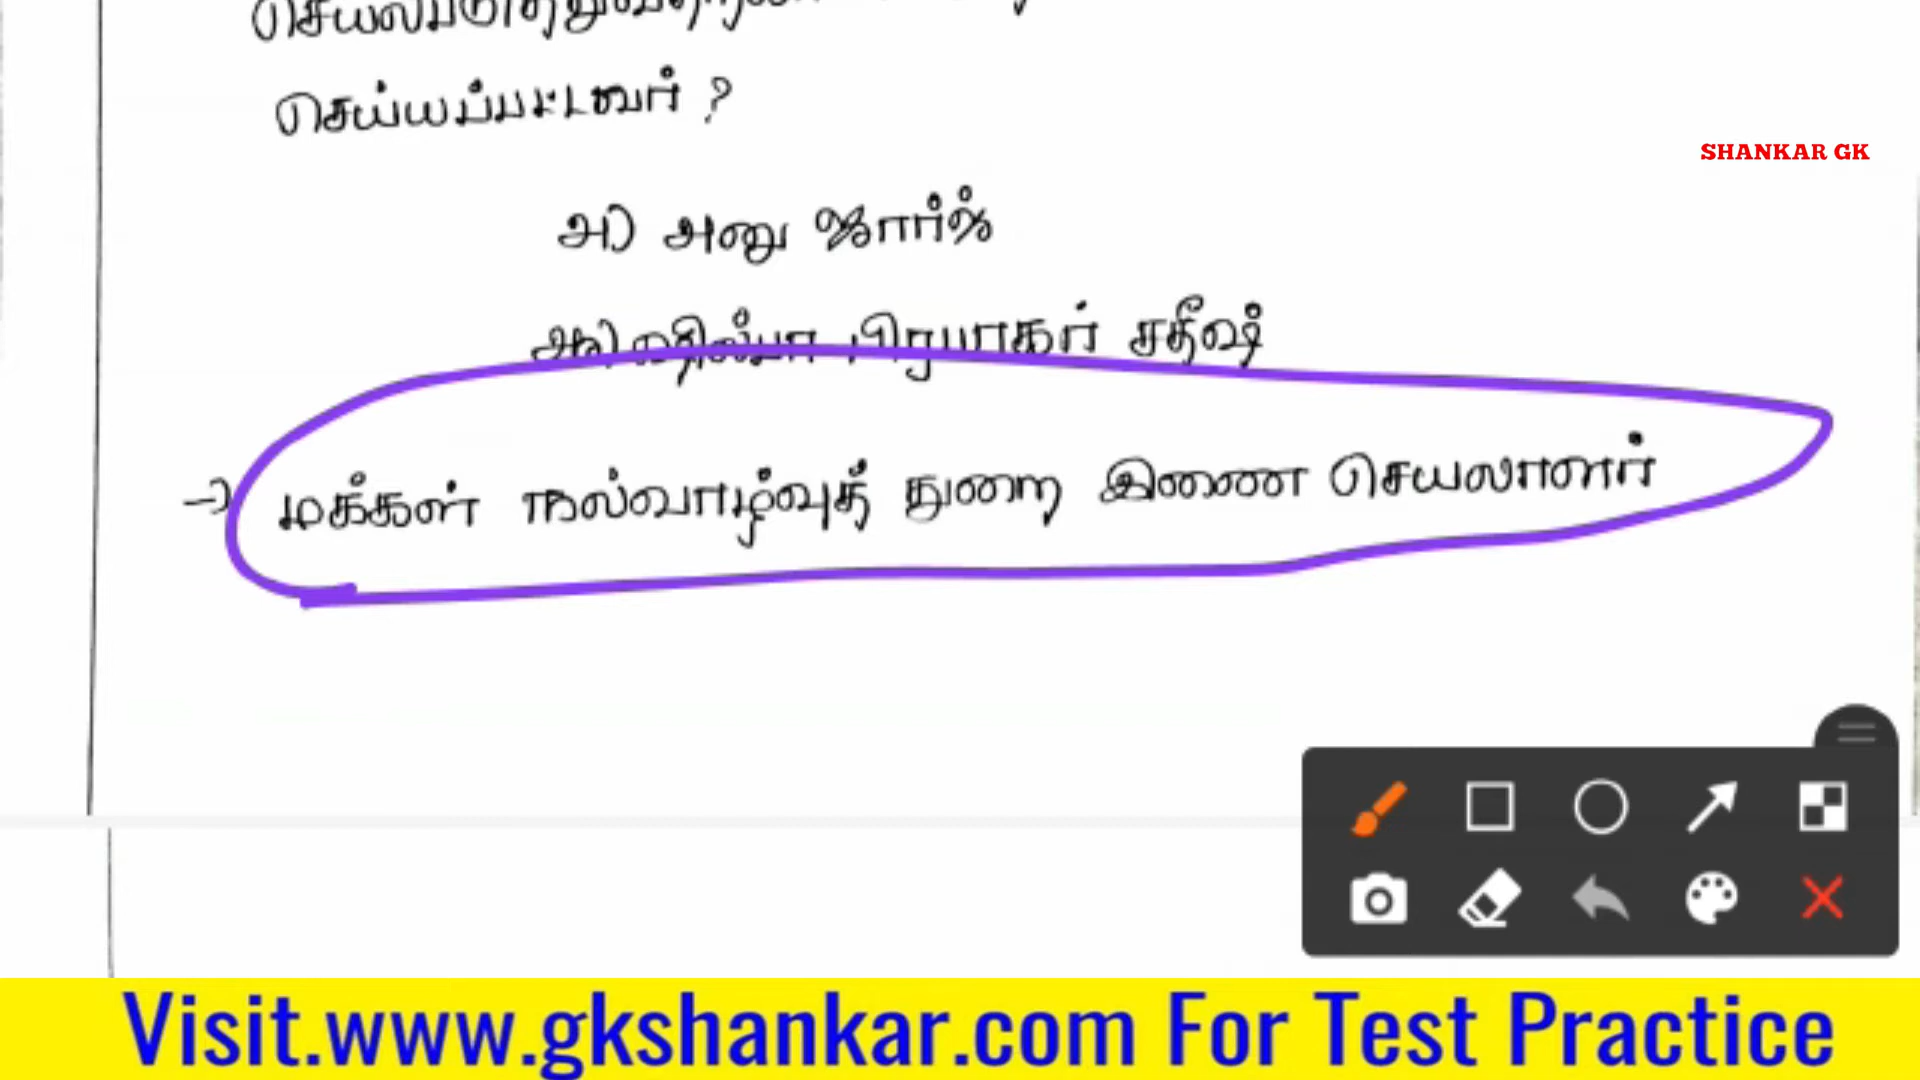 செய்யப்பட்டவர் ?
SHANKAR GK
அ) அனு ஜார்ஜ்
ஆ) ஷில்பா பிரபாகர் சதீஷ்
→ மக்கள் நல்வாழ்வுத் துறை இணை செயலாளர்
Visit.www.gkshankar.com For Test Practice